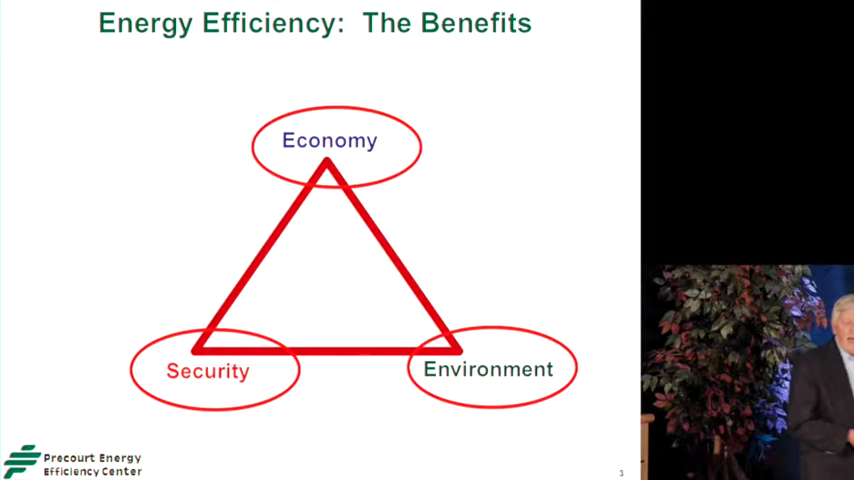 Energy Efficiency: The Benefits
Economy
Security
Environment
Precourt Energy
Efficiency Center
3